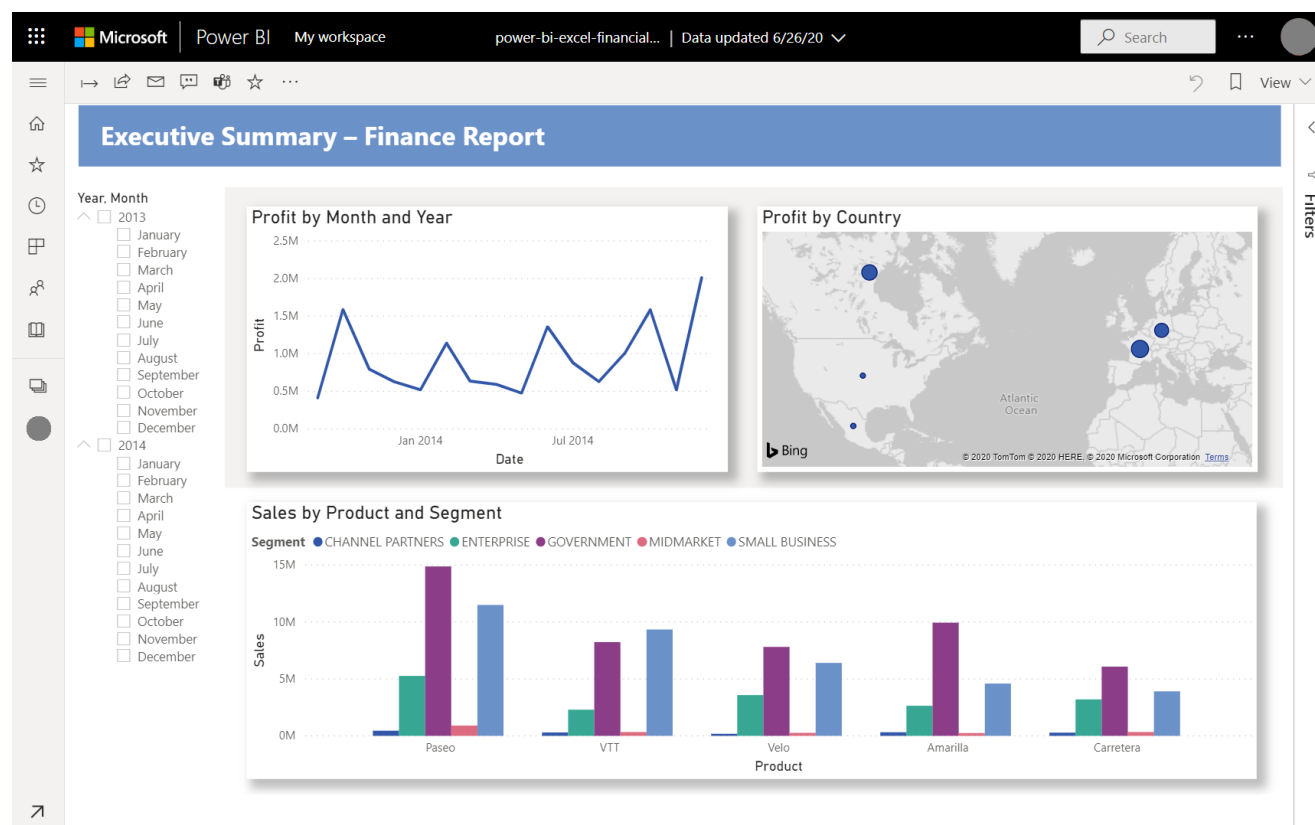 Microsoft Power BI My workspace power-bi-excel-financial... | Data updated 6/26/20 Search
View
Executive Summary – Finance Report
Filters
Year, Month
2013
January
February
March
April
May
June
July
August
September
October
November
December
2014
January
February
March
April
May
June
July
August
September
October
November
December
Profit by Month and Year
2.5M
2.0M
1.5M
1.0M
0.5M
0.0M
Profit
Jan 2014 Jul 2014
Date
Profit by Country
Atlantic
Ocean
Bing
© 2020 TomTom © 2020 HERE, © 2020 Microsoft Corporation Terms
Sales by Product and Segment
Segment CHANNEL PARTNERS ENTERPRISE GOVERNMENT MIDMARKET SMALL BUSINESS
15M
10M
5M
0M
Sales
Paseo VTT Velo Amarilla Carretera
Product